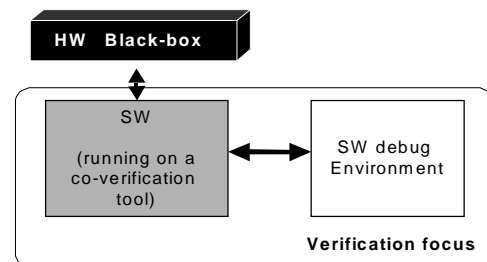 HW Black-box
SW
(running on a
co-verification
tool)
SW debug
Environment
Verification focus